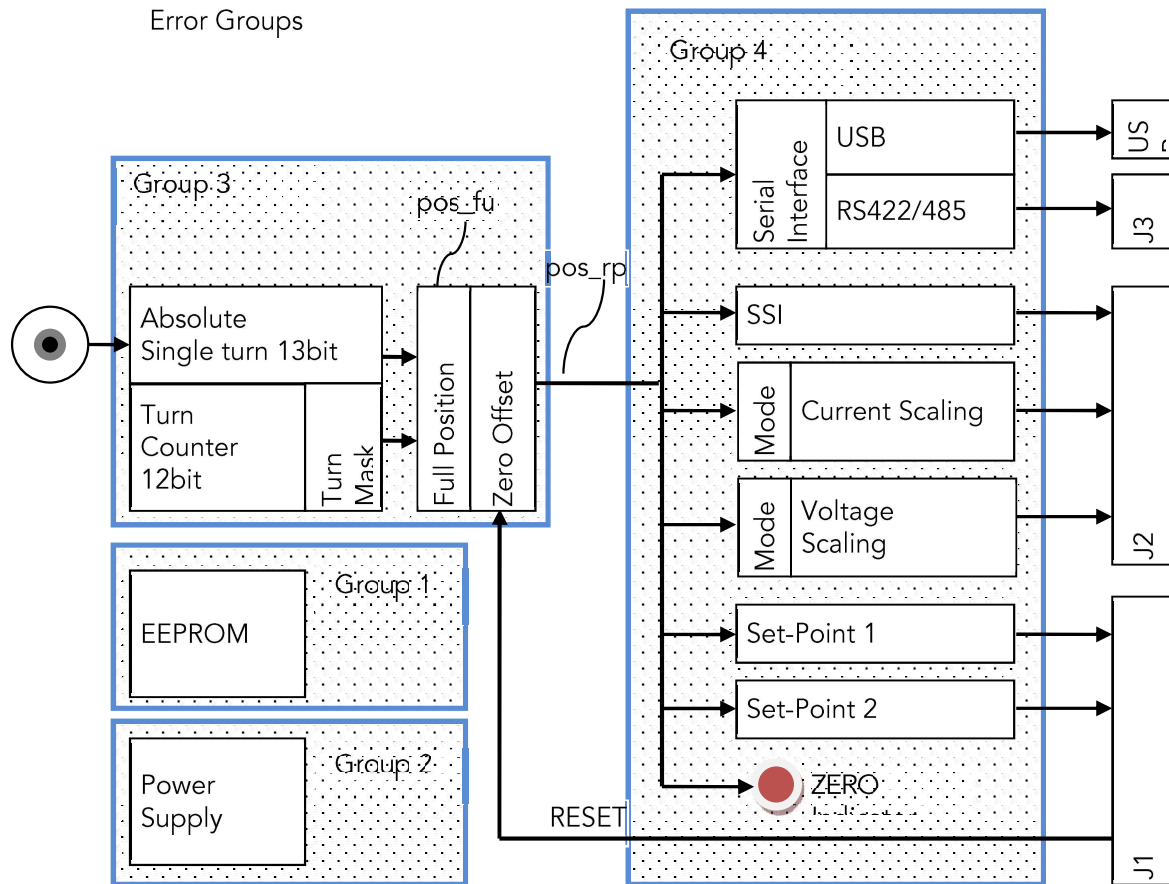 Error Groups
Group 4
Serial
Interface
USB
RS422/485
US
J3
Group 3
pos_fu
pos_rp
Absolute
Single turn 13bit
Turn
Counter
12bit
Turn
Mask
Full Position
Zero Offset
SSI
Mode
Current Scaling
Mode
Voltage
Scaling
J2
Group 1
EEPROM
Set-Point 1
Set-Point 2
Group 2
Power
Supply
ZERO
RESET
J1